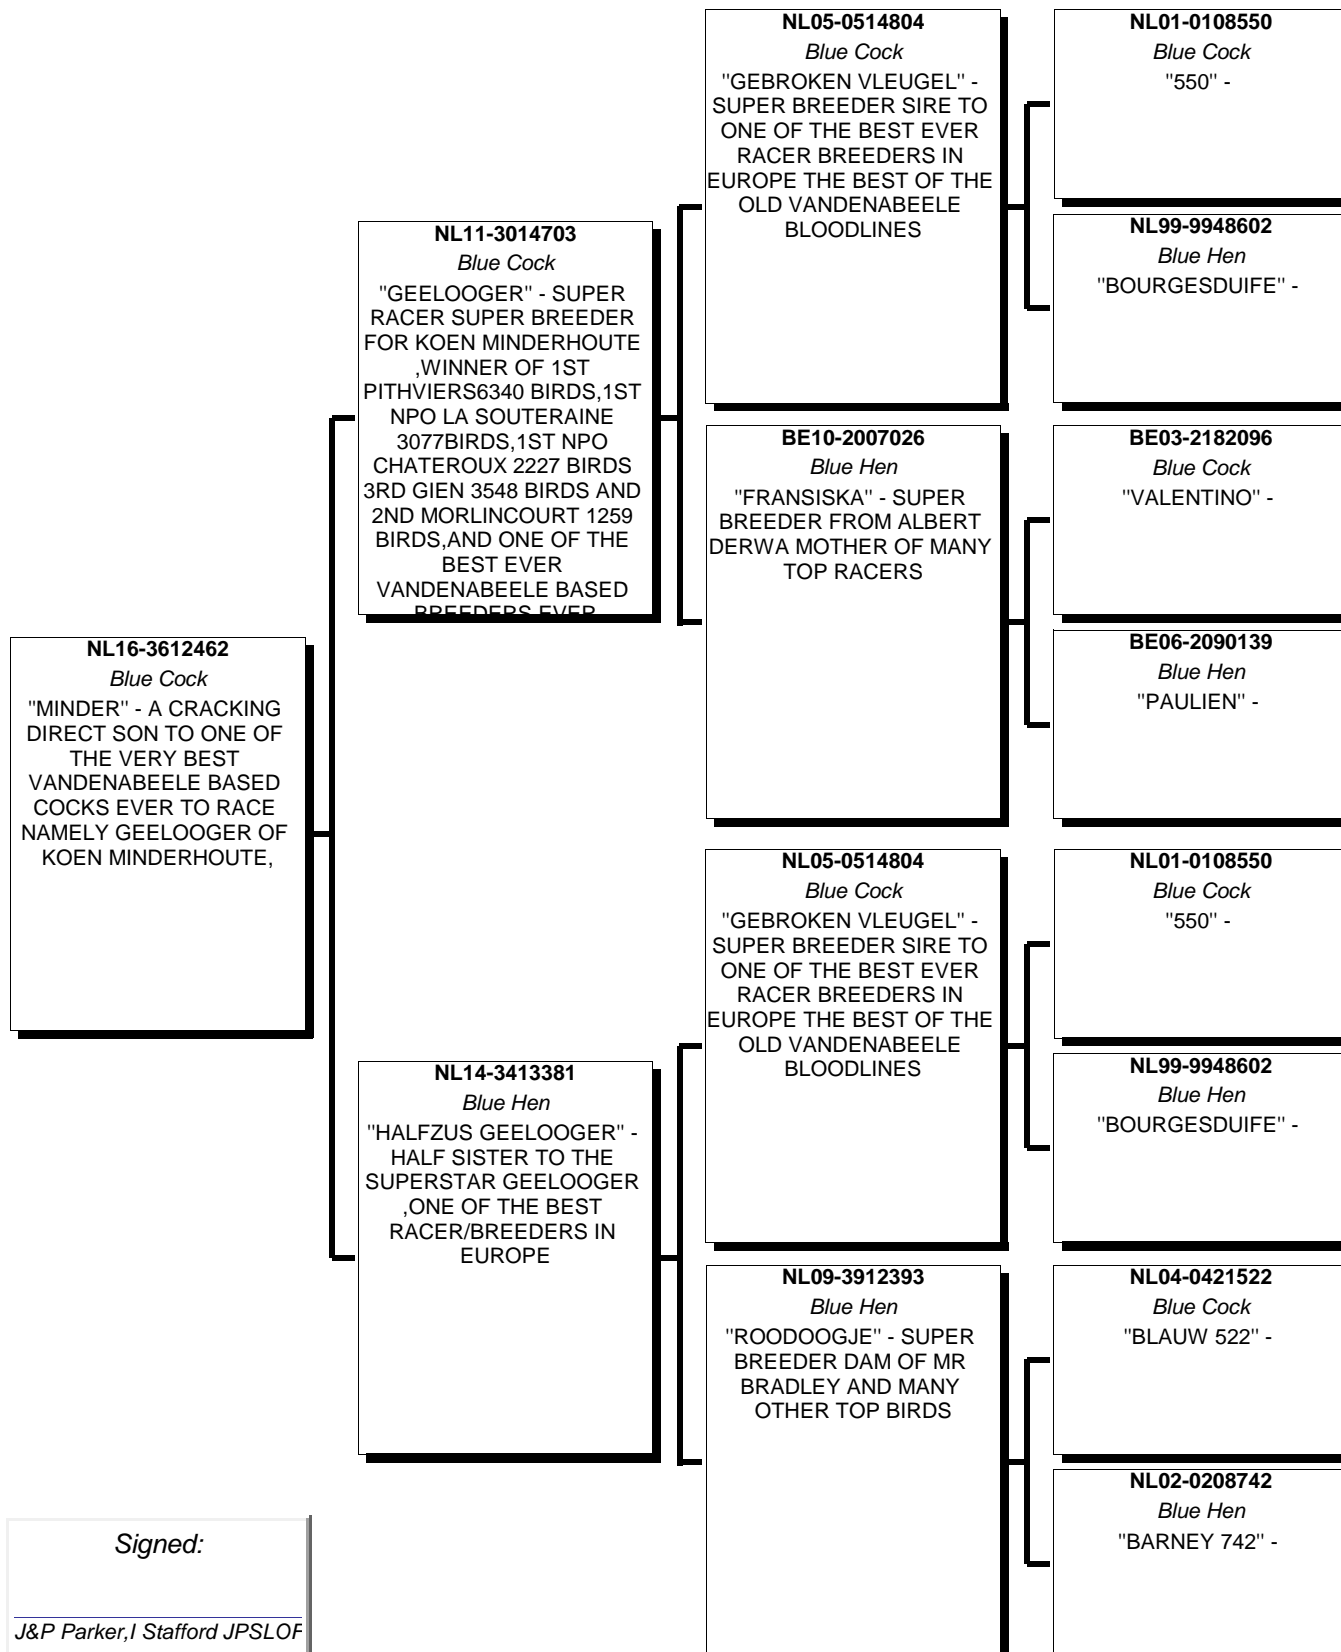 NL16-3612462
Blue Cock
"MINDER" - A CRACKING
DIRECT SON TO ONE OF
THE VERY BEST
VANDENABEELE BASED
COCKS EVER TO RACE
NAMELY GEELOOGER OF
KOEN MINDERHOUTE,
NL11-3014703
Blue Cock
"GEELOOGER" - SUPER
RACER SUPER BREEDER
FOR KOEN MINDERHOUTE
,WINNER OF 1ST
PITHVIERS6340 BIRDS,1ST
NPO LA SOUTERAINE
3077BIRDS,1ST NPO
CHATEROUX 2227 BIRDS
3RD GIEN 3548 BIRDS AND
2ND MORLINCOURT 1259
BIRDS,AND ONE OF THE
BEST EVER
VANDENABEELE BASED
BREEDERS EVER
NL14-3413381
Blue Hen
"HALFZUS GEELOOGER" -
HALF SISTER TO THE
SUPERSTAR GEELOOGER
,ONE OF THE BEST
RACER/BREEDERS IN
EUROPE
NL05-0514804
Blue Cock
"GEBROKEN VLEUGEL" -
SUPER BREEDER SIRE TO
ONE OF THE BEST EVER
RACER BREEDERS IN
EUROPE THE BEST OF THE
OLD VANDENABEELE
BLOODLINES
BE10-2007026
Blue Hen
"FRANSISKA" - SUPER
BREEDER FROM ALBERT
DERWA MOTHER OF MANY
TOP RACERS
NL05-0514804
Blue Cock
"GEBROKEN VLEUGEL" -
SUPER BREEDER SIRE TO
ONE OF THE BEST EVER
RACER BREEDERS IN
EUROPE THE BEST OF THE
OLD VANDENABEELE
BLOODLINES
NL09-3912393
Blue Hen
"ROODOOGJE" - SUPER
BREEDER DAM OF MR
BRADLEY AND MANY
OTHER TOP BIRDS
NL01-0108550
Blue Cock
"550" -
NL99-9948602
Blue Hen
"BOURGESDUIFE" -
BE03-2182096
Blue Cock
"VALENTINO" -
BE06-2090139
Blue Hen
"PAULIEN" -
NL01-0108550
Blue Cock
"550" -
NL99-9948602
Blue Hen
"BOURGESDUIFE" -
NL04-0421522
Blue Cock
"BLAUW 522" -
NL02-0208742
Blue Hen
"BARNEY 742" -
Signed:
J&P Parker,I Stafford JPSLOF